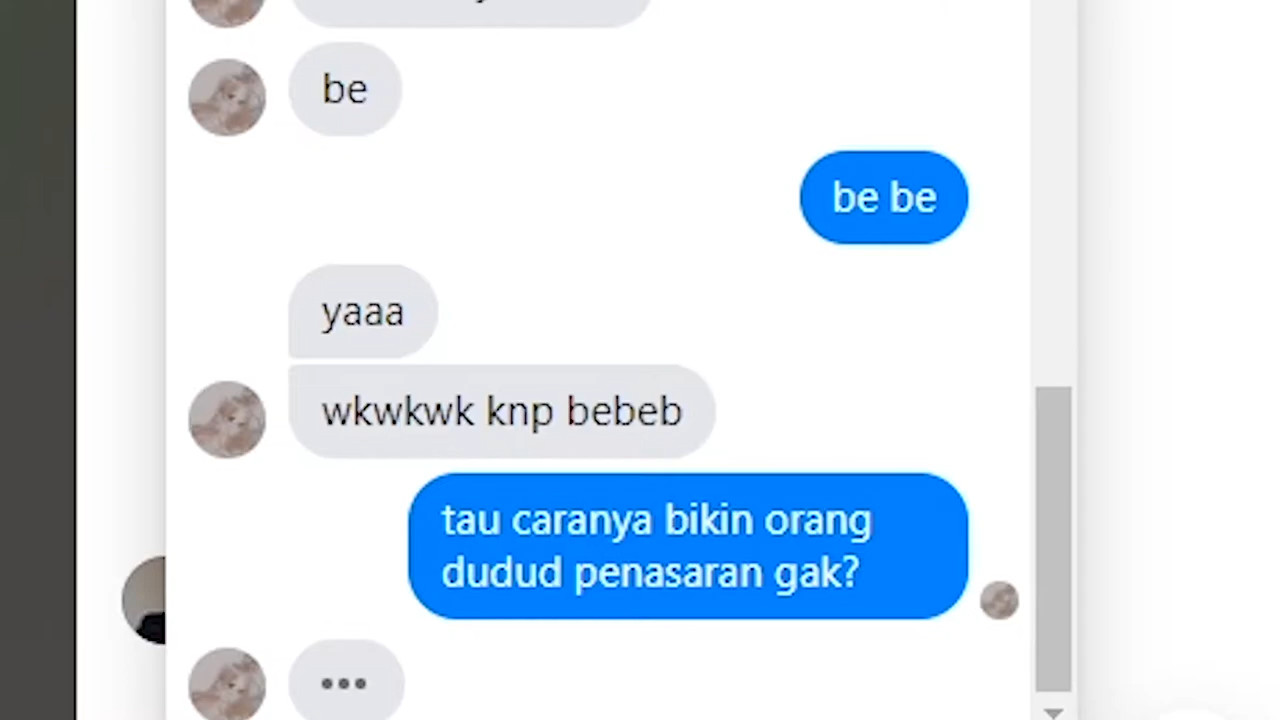 be
be be
yaaa
wkwkwk knp bebeb
tau caranya bikin orang
dudud penasaran gak?